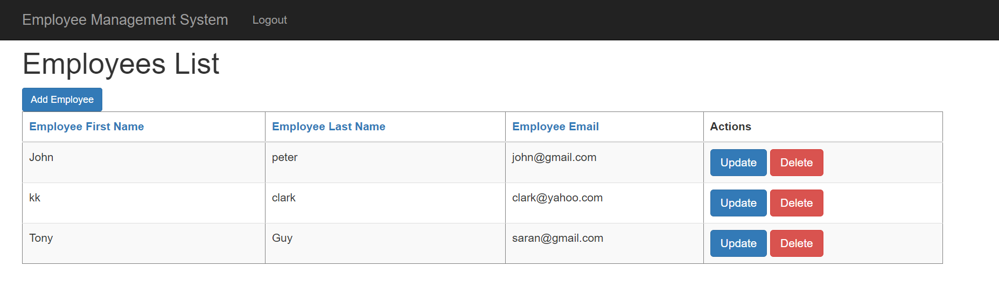 Employee Management System Logout
Employees List
Add Employee
Employee First Name Employee Last Name Employee Email Actions
John peter john@gmail.com Update Delete
kk clark clark@yahoo.com Update Delete
Tony Guy saran@gmail.com Update Delete